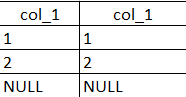 col_1 col_1
1 1
2 2
NULL NULL